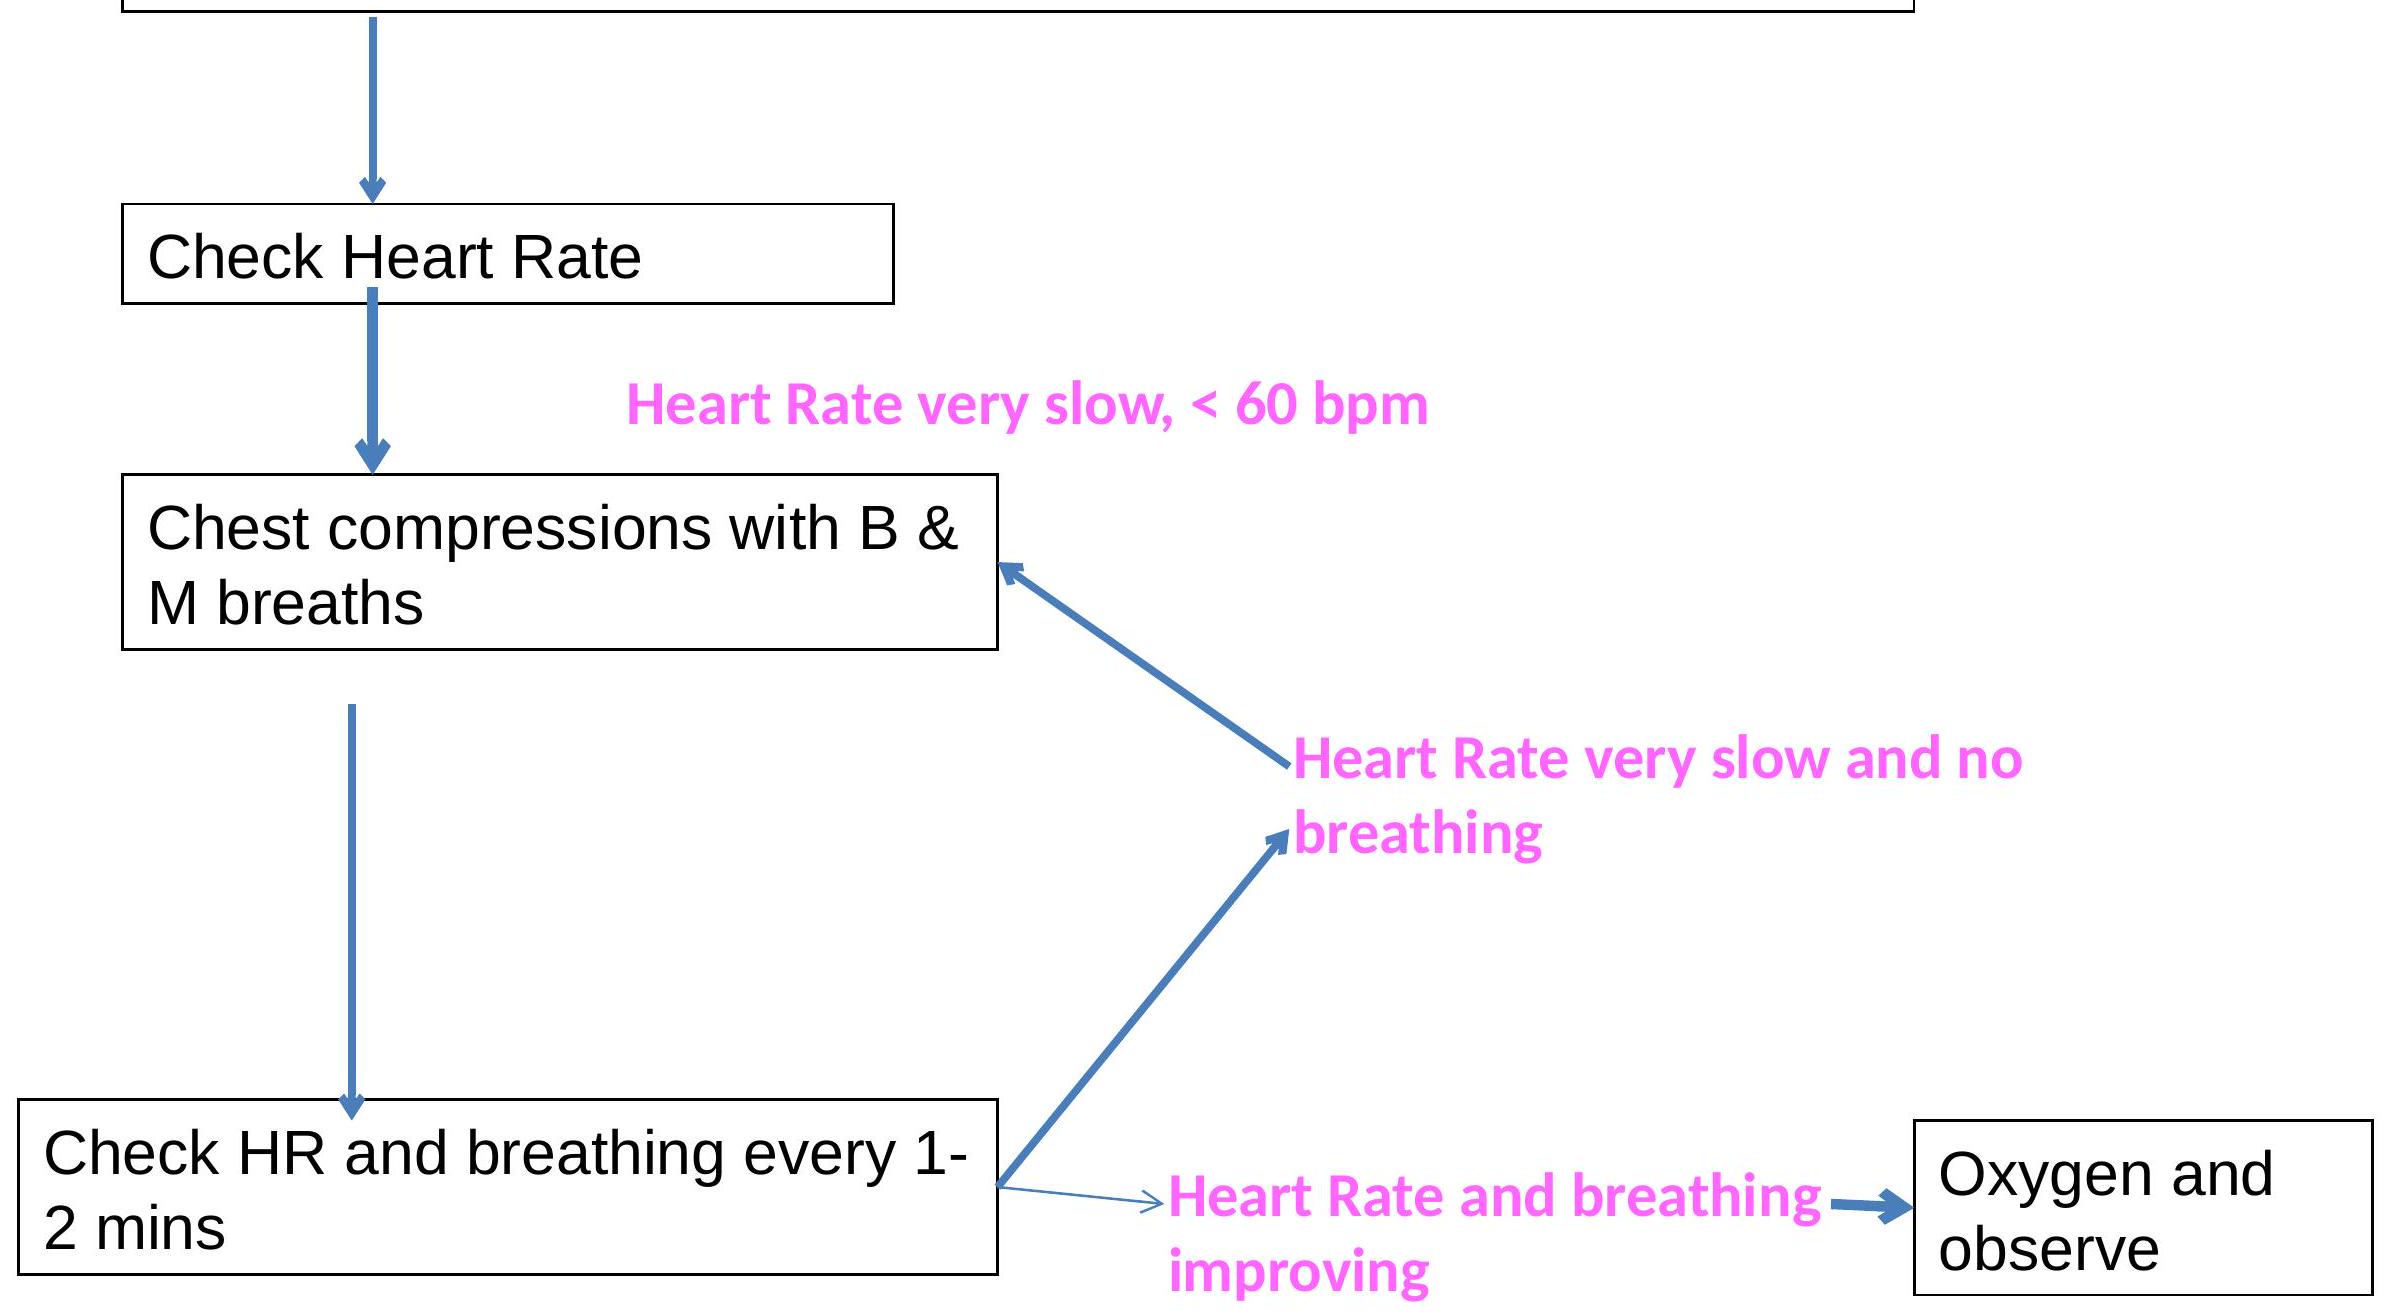 Check Heart Rate
Heart Rate very slow, < 60 bpm
Chest compressions with B &
M breaths
Heart Rate very slow and no
breathing
Check HR and breathing every 1-
2 mins
Heart Rate and breathing
improving
Oxygen and
observe